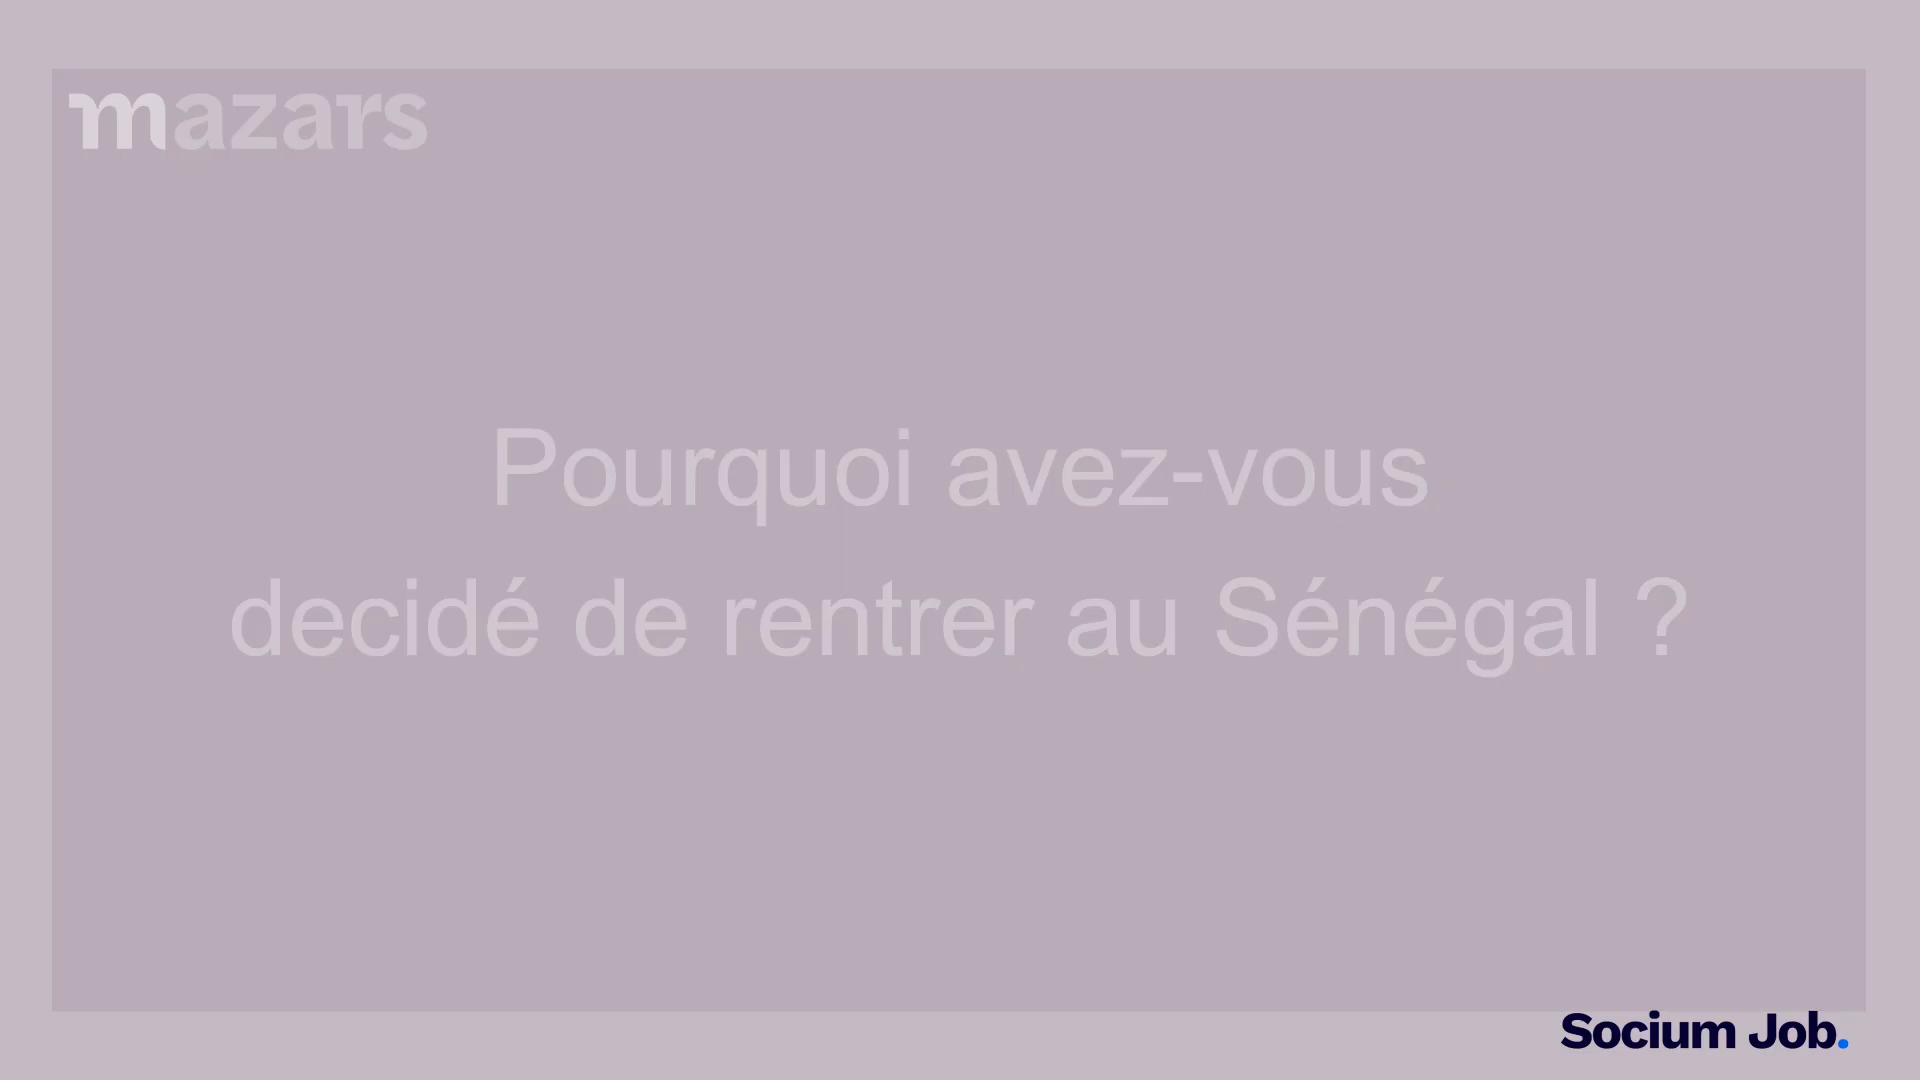 mazars
Pourquoi avez-vous
decidé de rentrer au Sénégal ?
Socium Job.